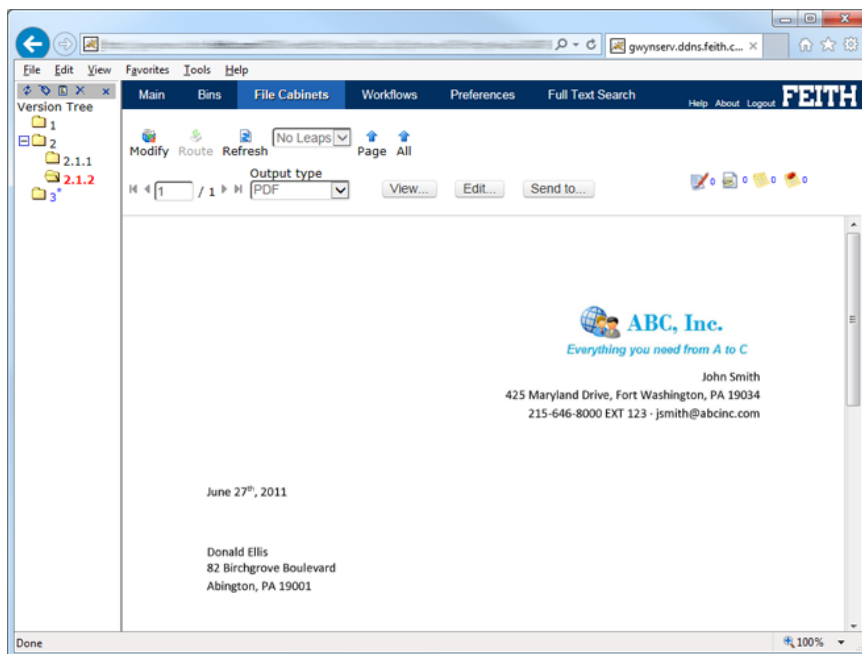 gwynserv.ddns.feith.c...
File Edit View Favorites Tools Help
Version Tree
1
2
2.1.1
2.1.2
3*
Main Bins File Cabinets Workflows Preferences Full Text Search Help About Logout FEITH
No Leaps
Modify Route Refresh Page All
Output type
1 / 1 PDF View... Edit... Send to... 0 0 0 0
ABC, Inc.
Everything you need from A to C
John Smith
425 Maryland Drive, Fort Washington, PA 19034
215-646-8000 EXT 123 · jsmith@abcinc.com
June 27th, 2011
Donald Ellis
82 Birchgrove Boulevard
Abington, PA 19001
Done 100%